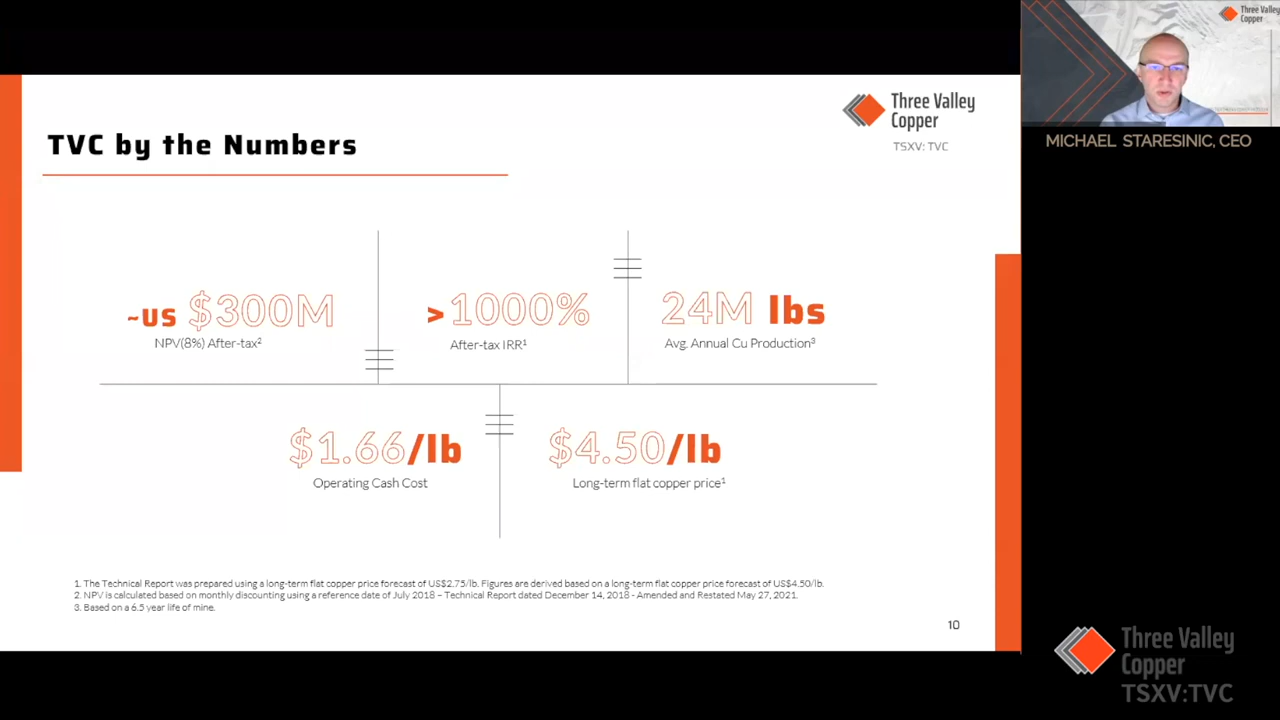 TVC by the Numbers
Three Valley
Copper
TSXV: TVC
~US $300M
NPV(8%) After-tax²
>1000%
After-tax IRR¹
24M lbs
Avg. Annual Cu Production³
$1.66/lb
Operating Cash Cost
$4.50/lb
Long-term flat copper price¹
1. The Technical Report was prepared using a long-term flat copper price forecast of US$2.75/lb. Figures are derived based on a long-term flat copper price forecast of US$4.50/lb.
2. NPV is calculated based on monthly discounting using a reference date of July 2018 – Technical Report dated December 14, 2018 - Amended and Restated May 27, 2021.
3. Based on a 6.5 year life of mine.
10
Three Valley
Copper
MICHAEL STARESINIC, CEO
Three Valley
Copper
TSXV:TVC